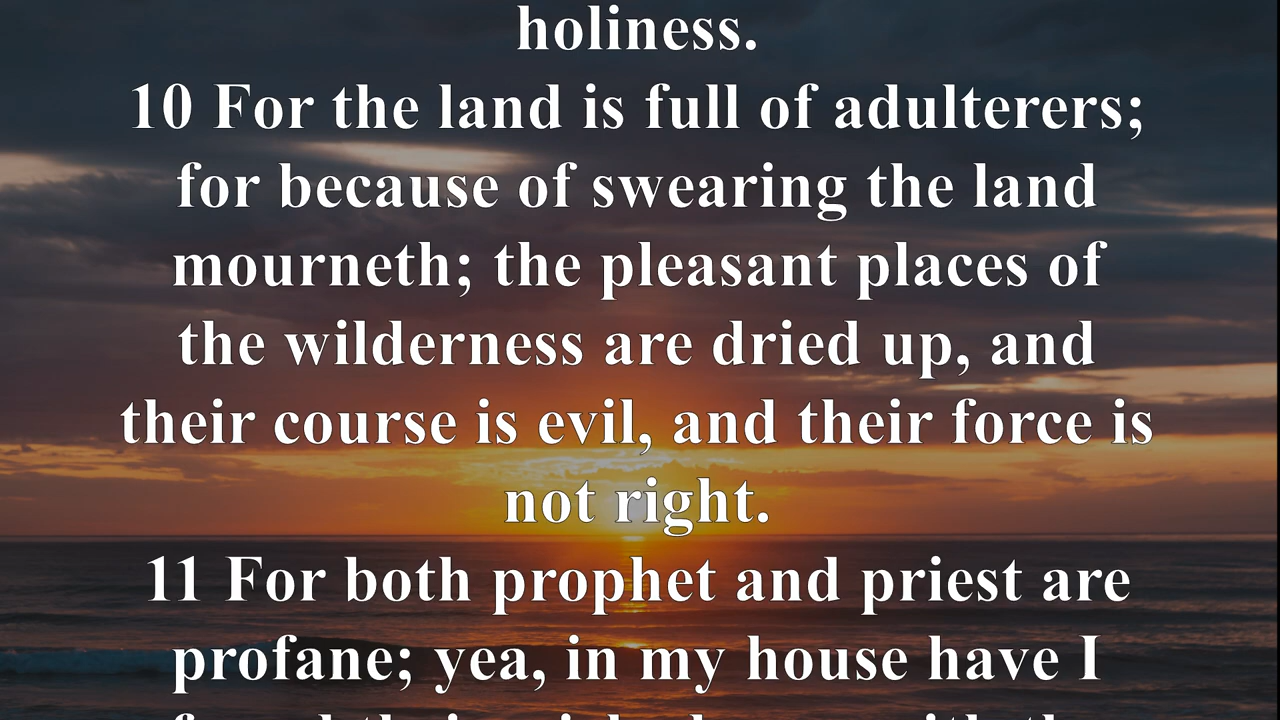 holiness.
10 For the land is full of adulterers;
for because of swearing the land
mourneth; the pleasant places of
the wilderness are dried up, and
their course is evil, and their force is
not right.
11 For both prophet and priest are
profane; yea, in my house have I